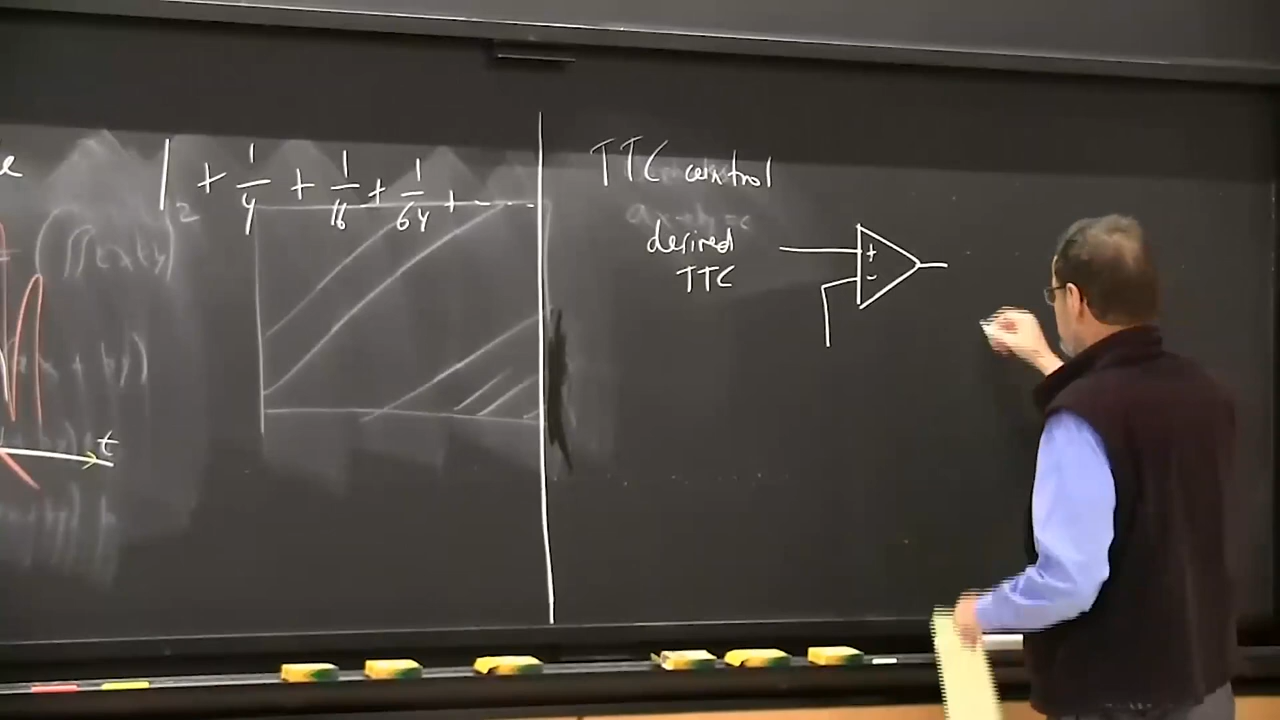 1 + 1/4 + 1/16 + 1/64 + - - -
2
TTC control
desired
TTC
+
-
t